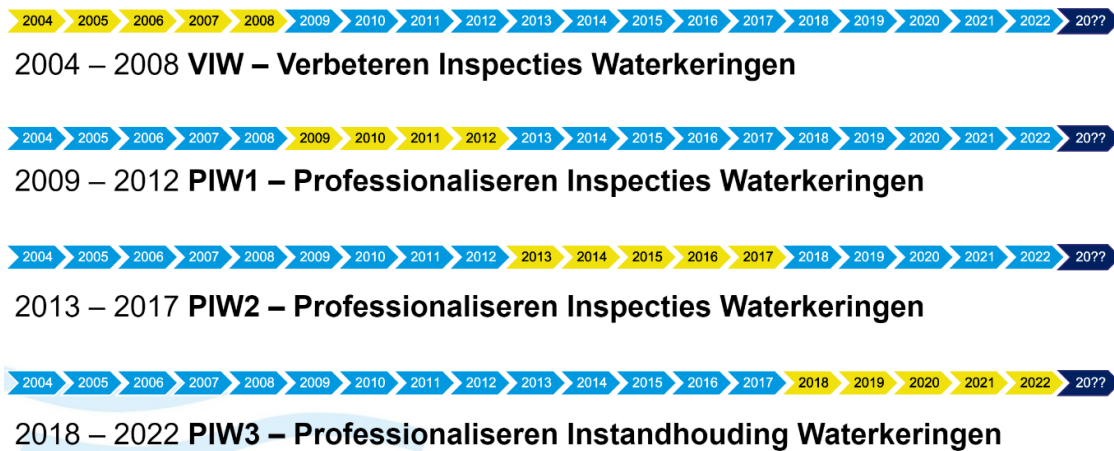 2004 2005 2006 2007 2008 2009 2010 2011 2012 2013 2014 2015 2016 2017 2018 2019 2020 2021 2022 20??
2004 – 2008 VIW – Verbeteren Inspecties Waterkeringen
2004 2005 2006 2007 2008 2009 2010 2011 2012 2013 2014 2015 2016 2017 2018 2019 2020 2021 2022 20??
2009 – 2012 PIW1 – Professionaliseren Inspecties Waterkeringen
2004 2005 2006 2007 2008 2009 2010 2011 2012 2013 2014 2015 2016 2017 2018 2019 2020 2021 2022 20??
2013 – 2017 PIW2 – Professionaliseren Inspecties Waterkeringen
2004 2005 2006 2007 2008 2009 2010 2011 2012 2013 2014 2015 2016 2017 2018 2019 2020 2021 2022 20??
2018 – 2022 PIW3 – Professionaliseren Instandhouding Waterkeringen